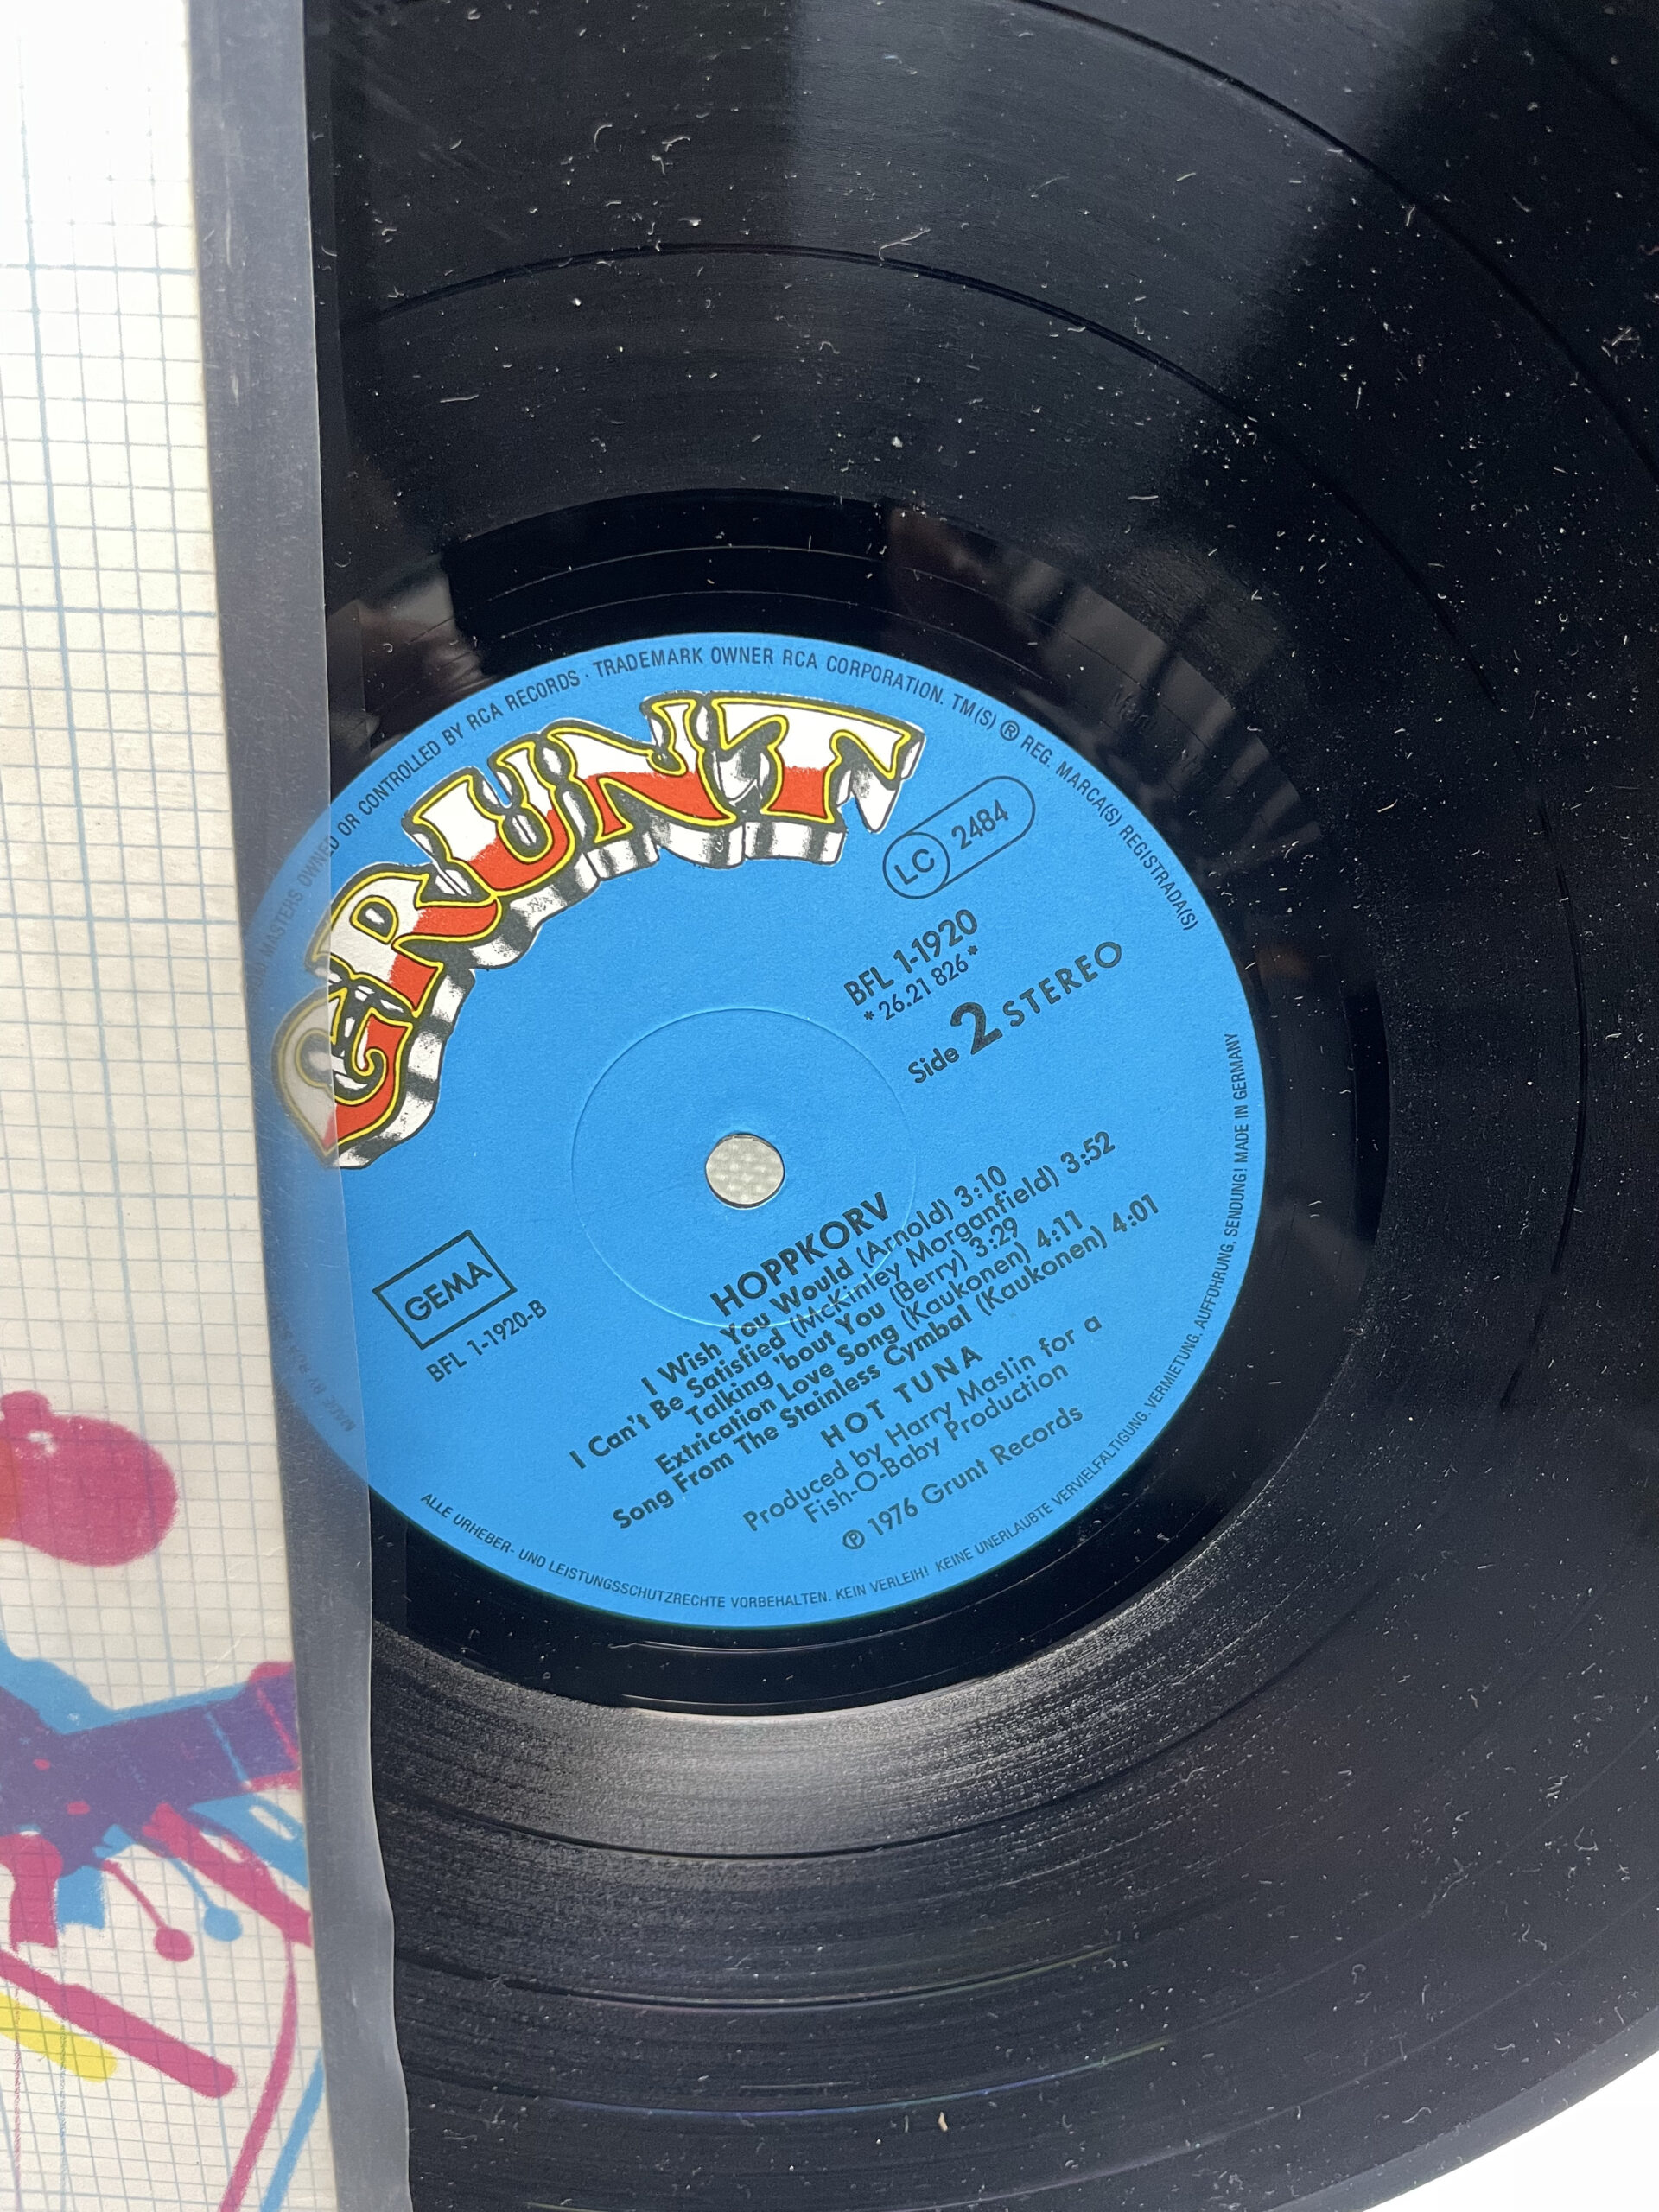 MASTERS OWNED OR CONTROLLED BY RCA RECORDS · TRADEMARK OWNER RCA CORPORATION. TM(S) ® REG. MARCA(S) REGISTRADA(S)
GRUNT
LC 2484
BFL 1-1920
*26.21 826*
Side 2 STEREO
GEMA
BFL 1-1920-B
HOPPKORV
I Wish You Would (Arnold) 3:10
I Can't Be Satisfied (McKinley Morganfield) 3:52
Talking 'bout You (Berry) 3:29
Extrication Love Song (Kaukonen) 4:11
Song From The Stainless Cymbal (Kaukonen) 4:01
HOT TUNA
Produced by Harry Maslin for a
Fish-O-Baby Production
℗ 1976 Grunt Records
ALLE URHEBER- UND LEISTUNGSSCHUTZRECHTE VORBEHALTEN. KEIN VERLEIH! KEINE UNERLAUBTE VERVIELFÄLTIGUNG, VERMIETUNG, AUFFÜHRUNG, SENDUNG! MADE IN GERMANY